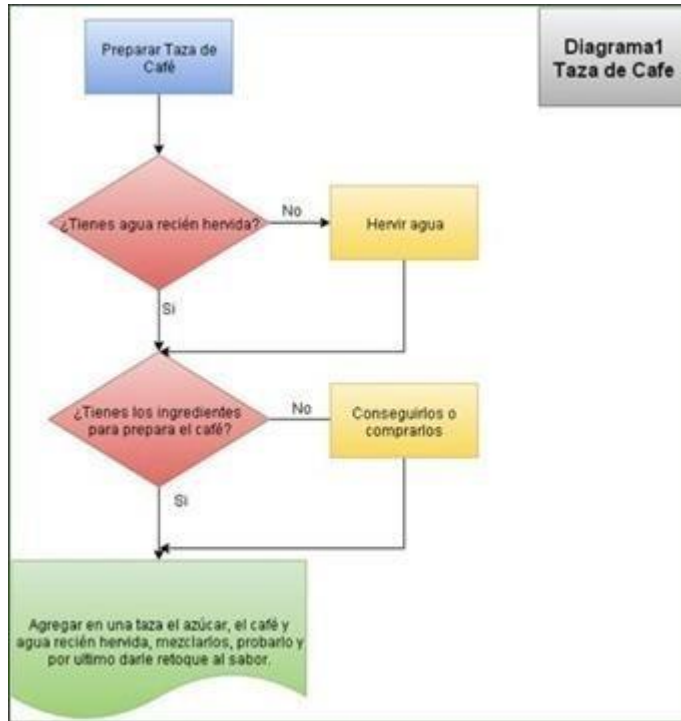 Preparar Taza de
Café
Diagrama1
Taza de Cafe
¿Tienes agua recién hervida?
No
Hervir agua
Si
¿Tienes los ingredientes
para prepara el café?
No
Conseguirlos o
comprarlos
Si
Agregar en una taza el azúcar, el café y
agua recién hervida, mezclarlos, probarlo y
por ultimo darle retoque al sabor.